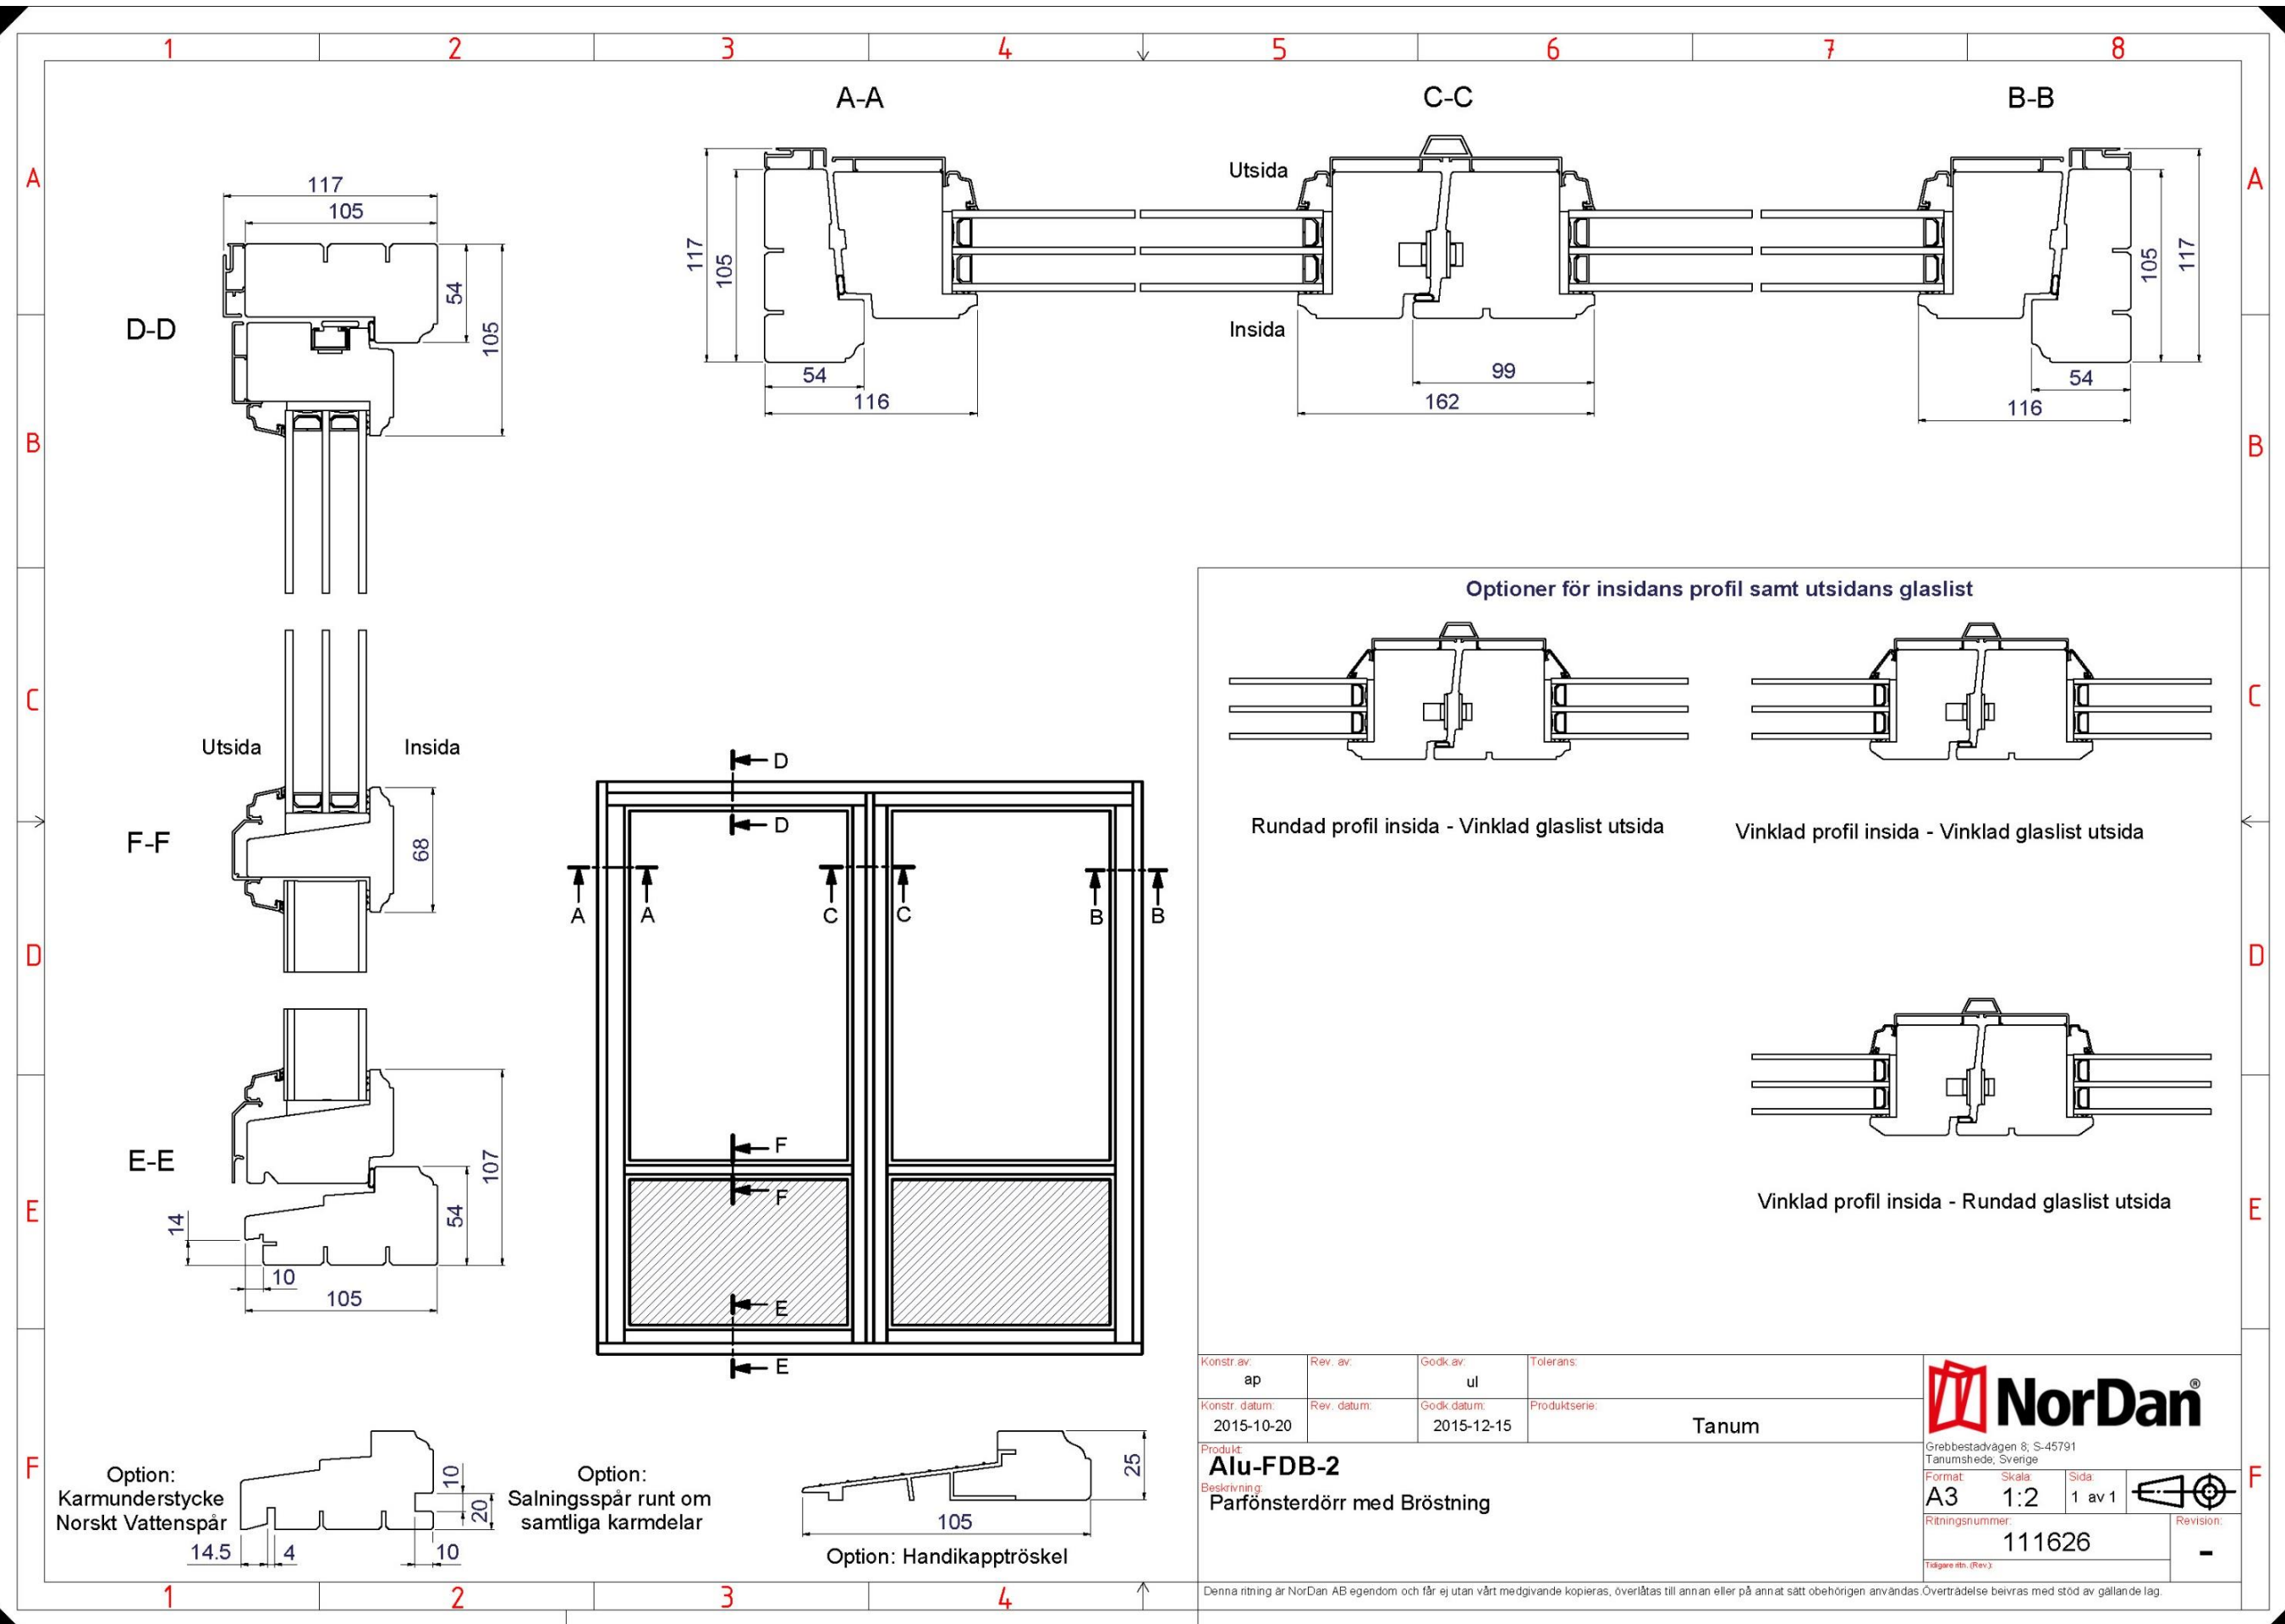 1 2 3 4 5 6 7 8
A-A C-C B-B
A A
Utsida
Insida
117
105
54
116
99
162
105
117
54
116
117
105
54
105
D-D
B B
Optioner för insidans profil samt utsidans glaslist
C C
Utsida Insida
F-F
68
Rundad profil insida - Vinklad glaslist utsida
Vinklad profil insida - Vinklad glaslist utsida
D
D
A A C C B B
D D
E-E
107
54
14
10
105
F
F
E
E
Vinklad profil insida - Rundad glaslist utsida
E E
F F
Option:
Karmunderstycke
Norskt Vattenspår
14.5 4 10
10
20
Option:
Salningsspår runt om
samtliga karmdelar
25
105
Option: Handikapptröskel
Konstr.av: Rev. av: Godk.av: Tolerans:
ap ul
Konstr. datum: Rev. datum: Godk.datum: Produktserie:
2015-10-20 2015-12-15 Tanum
Produkt:
Alu-FDB-2
Beskrivning:
Parfönsterdörr med Bröstning
NorDan®
Grebbestadvägen 8; S-45791
Tanumshede; Sverige
Format: Skala: Sida:
A3 1:2 1 av 1
Ritningsnummer: Revision:
111626 -
Tidigare ritn. (Rev.):
Denna ritning är NorDan AB egendom och får ej utan vårt medgivande kopieras, överlåtas till annan eller på annat sätt obehörigen användas.Överträdelse beivras med stöd av gällande lag.
1 2 3 4